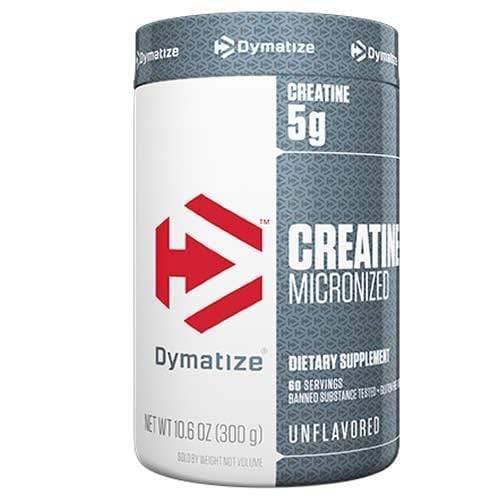 Dymatize
Dymatize
CREATINE
5g
CREATINE
MICRONIZED
DIETARY SUPPLEMENT
60 SERVINGS
BANNED SUBSTANCE TESTED •
UNFLAVORED
™
Dymatize®
NET WT 10.6 OZ (300 g)
SOLD BY WEIGHT NOT VOLUME